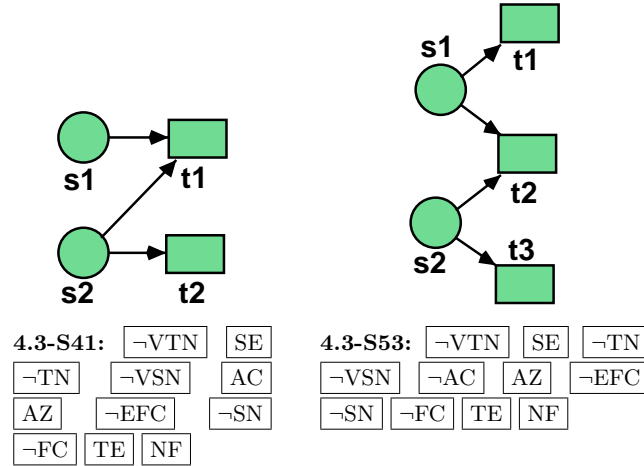 s1
t1
s2
t2
s1
t1
t2
s2
t3
4.3-S41: ¬VTN SE
¬TN ¬VSN AC
AZ ¬EFC ¬SN
¬FC TE NF
4.3-S53: ¬VTN SE ¬TN
¬VSN ¬AC AZ ¬EFC
¬SN ¬FC TE NF